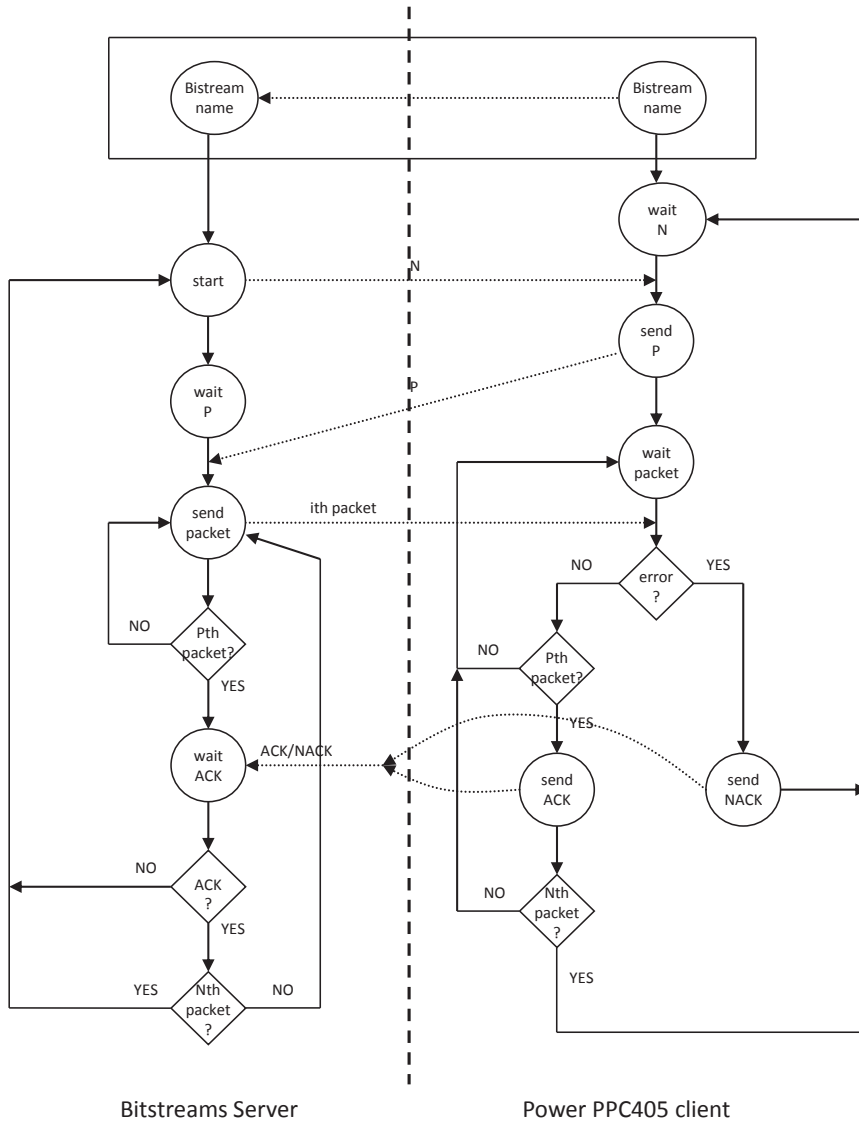 Bistream
name
Bistream
name
wait
N
start
N
send
P
wait
P
P
wait
packet
send
packet
ith packet
error
?
NO
YES
Pth
packet?
NO
YES
Pth
packet?
NO
YES
wait
ACK
ACK/NACK
send
ACK
send
NACK
ACK
?
NO
YES
Nth
packet
?
NO
YES
Nth
packet
?
YES
NO
Bitstreams Server
Power PPC405 client